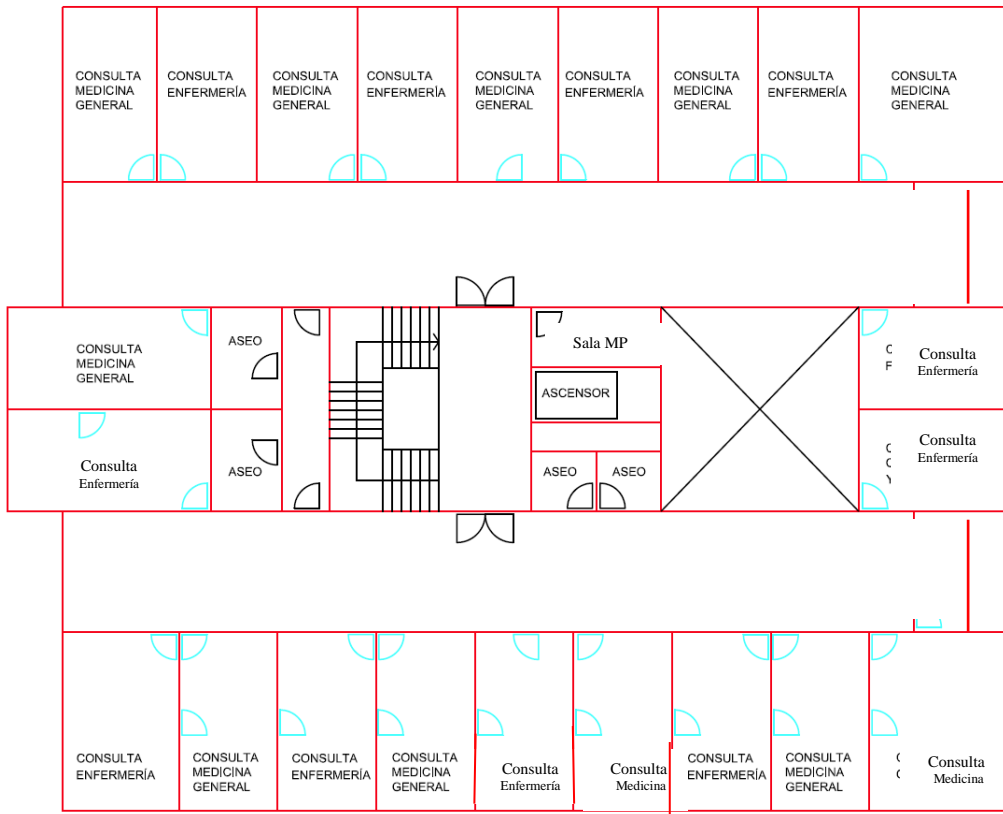 CONSULTA
MEDICINA
GENERAL
CONSULTA
ENFERMERÍA
CONSULTA
MEDICINA
GENERAL
CONSULTA
ENFERMERÍA
CONSULTA
MEDICINA
GENERAL
CONSULTA
ENFERMERÍA
CONSULTA
MEDICINA
GENERAL
CONSULTA
ENFERMERÍA
CONSULTA
MEDICINA
GENERAL
CONSULTA
MEDICINA
GENERAL
ASEO
Sala MP
C
F
Consulta
Enfermería
ASCENSOR
Consulta
Enfermería
ASEO
ASEO
ASEO
Consulta
Enfermería
CONSULTA
ENFERMERÍA
CONSULTA
MEDICINA
GENERAL
CONSULTA
ENFERMERÍA
CONSULTA
MEDICINA
GENERAL
Consulta
Enfermería
Consulta
Medicina
CONSULTA
ENFERMERÍA
CONSULTA
MEDICINA
GENERAL
Consulta
Medicina